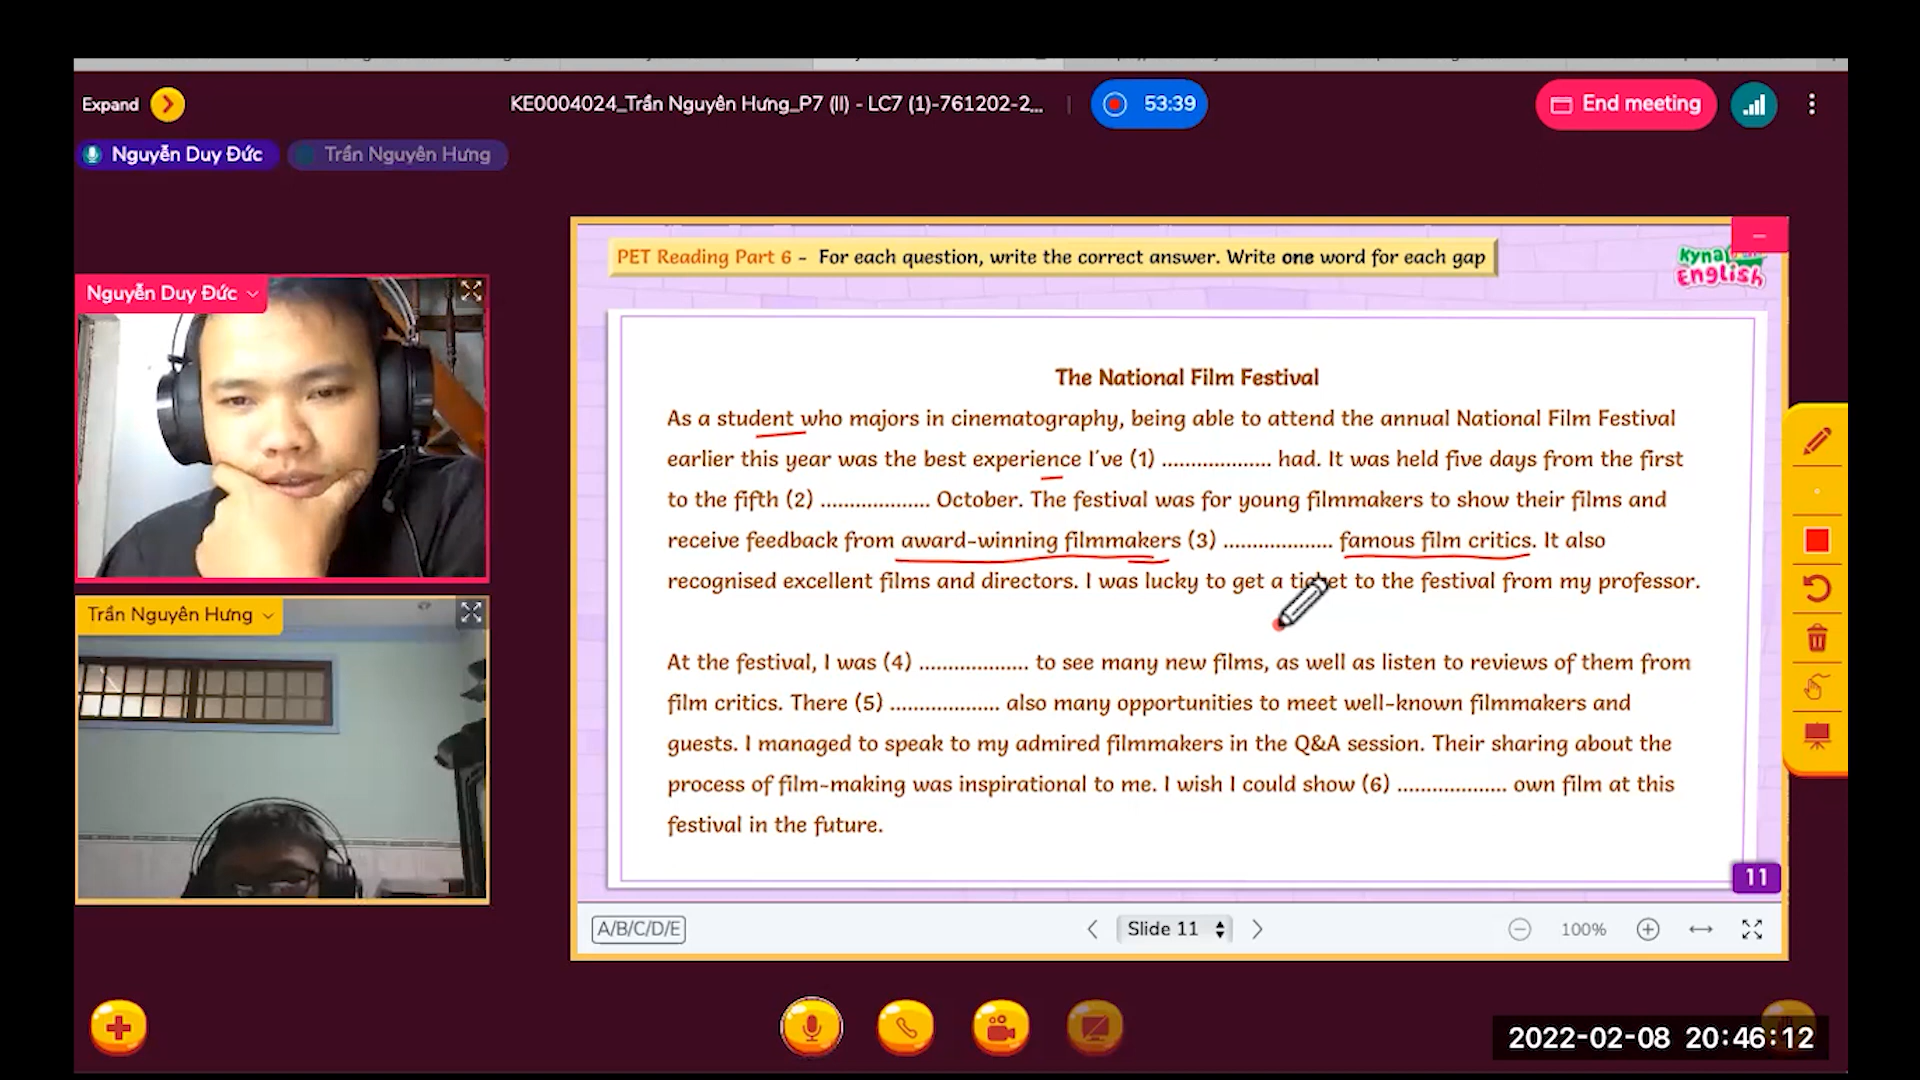 Expand
KE0004024_Trần Nguyên Hưng_P7 (II) - LC7 (1)-761202-2...
53:39
End meeting
Nguyễn Duy Đức
Trần Nguyên Hưng
Nguyễn Duy Đức
Trần Nguyên Hưng
PET Reading Part 6 - For each question, write the correct answer. Write one word for each gap
Kyna
English
The National Film Festival
As a student who majors in cinematography, being able to attend the annual National Film Festival
earlier this year was the best experience I've (1) ................... had. It was held five days from the first
to the fifth (2) ................... October. The festival was for young filmmakers to show their films and
receive feedback from award-winning filmmakers (3) ................... famous film critics. It also
recognised excellent films and directors. I was lucky to get a ticket to the festival from my professor.
At the festival, I was (4) ................... to see many new films, as well as listen to reviews of them from
film critics. There (5) ................... also many opportunities to meet well-known filmmakers and
guests. I managed to speak to my admired filmmakers in the Q&A session. Their sharing about the
process of film-making was inspirational to me. I wish I could show (6) ................... own film at this
festival in the future.
11
A/B/C/D/E
Slide 11
100%
2022-02-08 20:46:12